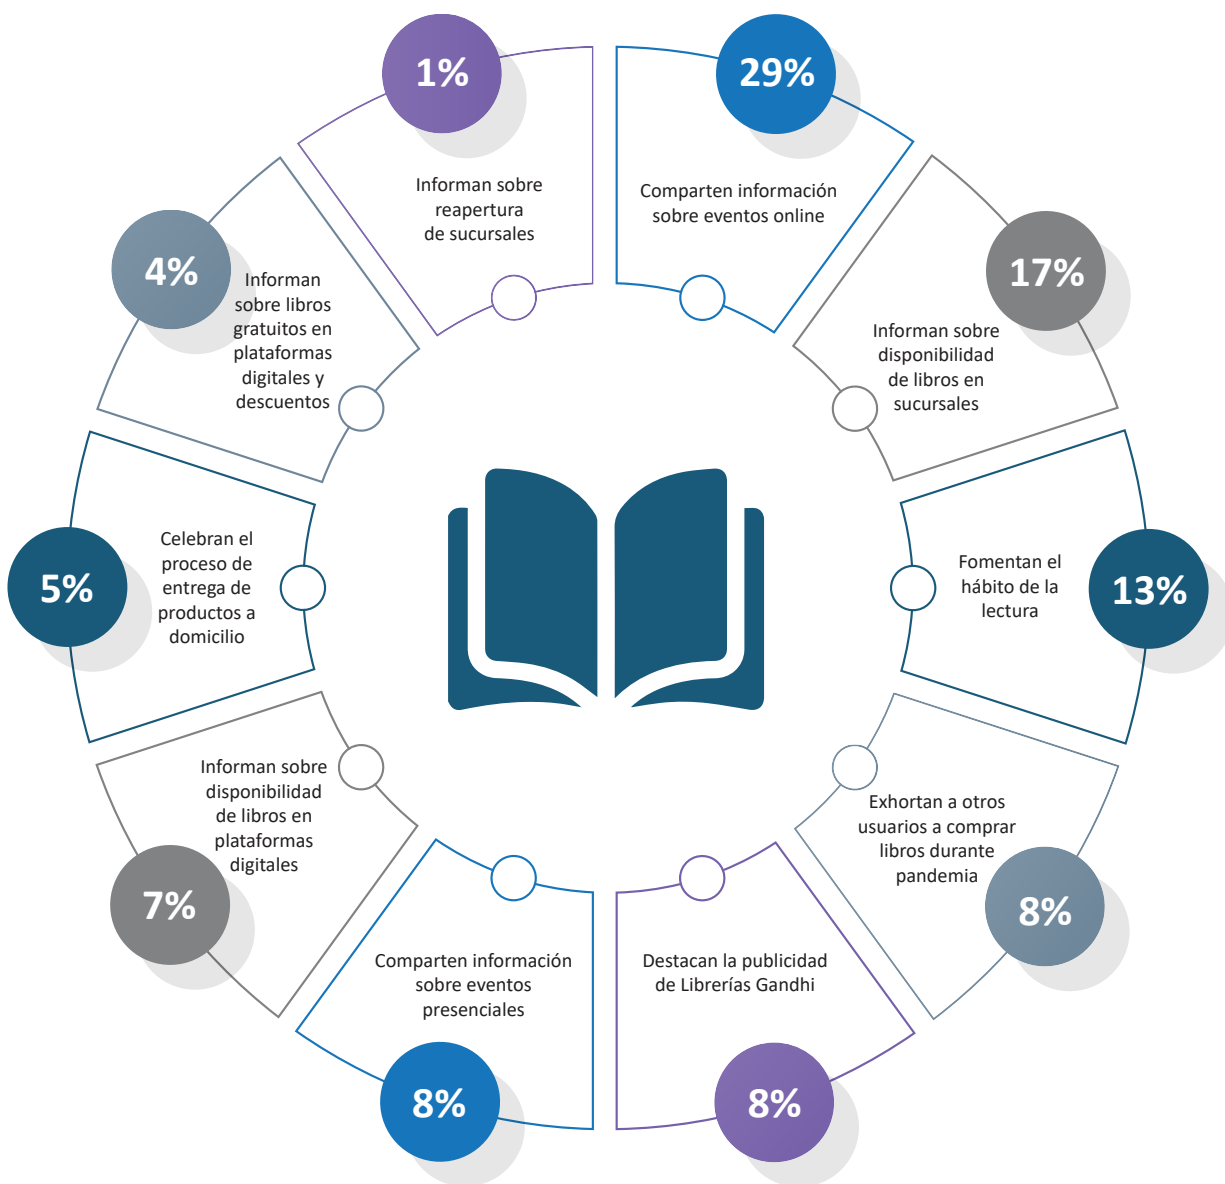 29%
Comparten información
sobre eventos online
17%
Informan sobre
disponibilidad
de libros en
sucursales
13%
Fomentan el
hábito de la
lectura
8%
Exhortan a otros
usuarios a comprar
libros durante
pandemia
8%
Destacan la publicidad
de Librerías Gandhi
8%
Comparten información
sobre eventos
presenciales
7%
Informan sobre
disponibilidad
de libros en
plataformas
digitales
5%
Celebran el
proceso de
entrega de
productos a
domicilio
4%
Informan
sobre libros
gratuitos en
plataformas
digitales y
descuentos
1%
Informan sobre
reapertura
de sucursales